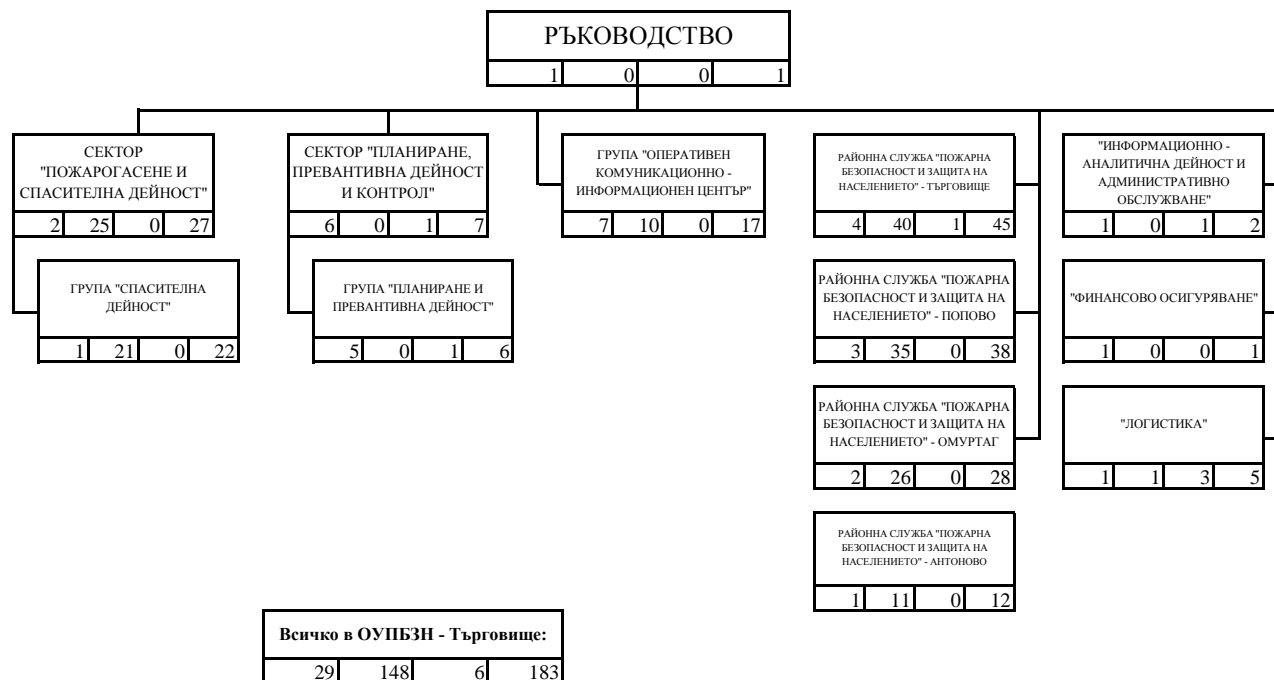 РЪКОВОДСТВО
1 0 0 1
СЕКТОР
"ПОЖАРОГАСЕНЕ И
СПАСИТЕЛНА ДЕЙНОСТ"
2 25 0 27
СЕКТОР "ПЛАНИРАНЕ,
ПРЕВАНТИВНА ДЕЙНОСТ
И КОНТРОЛ"
6 0 1 7
ГРУПА "ОПЕРАТИВЕН
КОМУНИКАЦИОННО -
ИНФОРМАЦИОНЕН ЦЕНТЪР"
7 10 0 17
РАЙОННА СЛУЖБА "ПОЖАРНА
БЕЗОПАСНОСТ И ЗАЩИТА НА
НАСЕЛЕНИЕТО" - ТЪРГОВИЩЕ
4 40 1 45
"ИНФОРМАЦИОННО -
АНАЛИТИЧНА ДЕЙНОСТ И
АДМИНИСТРАТИВНО
ОБСЛУЖВАНЕ"
1 0 1 2
ГРУПА "СПАСИТЕЛНА
ДЕЙНОСТ"
1 21 0 22
ГРУПА "ПЛАНИРАНЕ И
ПРЕВАНТИВНА ДЕЙНОСТ"
5 0 1 6
РАЙОННА СЛУЖБА "ПОЖАРНА
БЕЗОПАСНОСТ И ЗАЩИТА НА
НАСЕЛЕНИЕТО" - ПОПОВО
3 35 0 38
"ФИНАНСОВО ОСИГУРЯВАНЕ"
1 0 0 1
РАЙОННА СЛУЖБА "ПОЖАРНА
БЕЗОПАСНОСТ И ЗАЩИТА НА
НАСЕЛЕНИЕТО" - ОМУРТАГ
2 26 0 28
"ЛОГИСТИКА"
1 1 3 5
РАЙОННА СЛУЖБА "ПОЖАРНА
БЕЗОПАСНОСТ И ЗАЩИТА НА
НАСЕЛЕНИЕТО" - АНТОНОВО
1 11 0 12
Всичко в ОУПБЗН - Търговище:
29 148 6 183